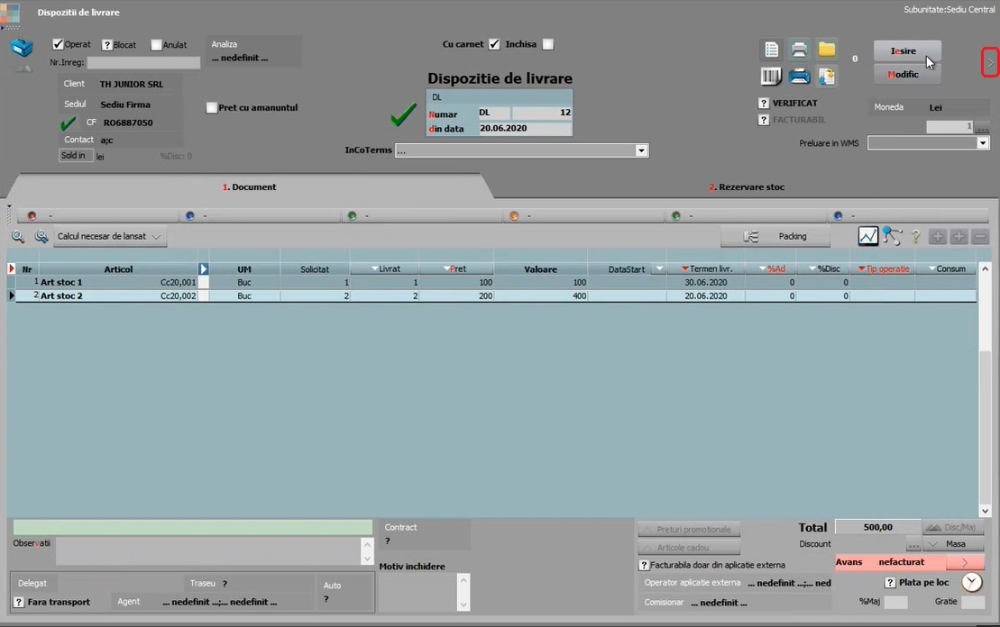 Dispozitii de livrare
Subunitate:Sediu Central
Operat ? Blocat Anulat
Nr.Inreg:
Analiza
... nedefinit ...
Cu carnet Inchisa
0
Iesire
Modific
Client TH JUNIOR SRL
Sediul Sediu Firma
CF RO6887050
Contact a;c
Sold in lei %Disc: 0
Pret cu amanuntul
Dispozitie de livrare
DL
Numar DL 12
din data 20.06.2020
InCoTerms ...
? VERIFICAT
? FACTURABIL
Moneda Lei
1
Preluare in WMS
1. Document
2. Rezervare stoc
- - - - - -
Calcul necesar de lansat
Packing
Nr Articol UM Solicitat Livrat Pret Valoare DataStart Termen livr. %Ad %Disc Tip operatie Consum
1 Art stoc 1 Cc20,001 Buc 1 1 100 100 30.06.2020 0 0
2 Art stoc 2 Cc20,002 Buc 2 2 200 400 20.06.2020 0 0
Observatii
Contract
?
Motiv inchidere
Delegat
Traseu ?
Auto
?
? Fara transport
Agent ... nedefinit ...;... nedefinit ...
Preturi promotionale
Articole cadou
? Facturabila doar din aplicatie externa
Operator aplicatie externa ... nedefinit ...;... ned
Comisionar ... nedefinit ...
Total 500,00
Disc/Maj
Discount
...
Masa
Avans nefacturat
? Plata pe loc
%Maj
Gratie